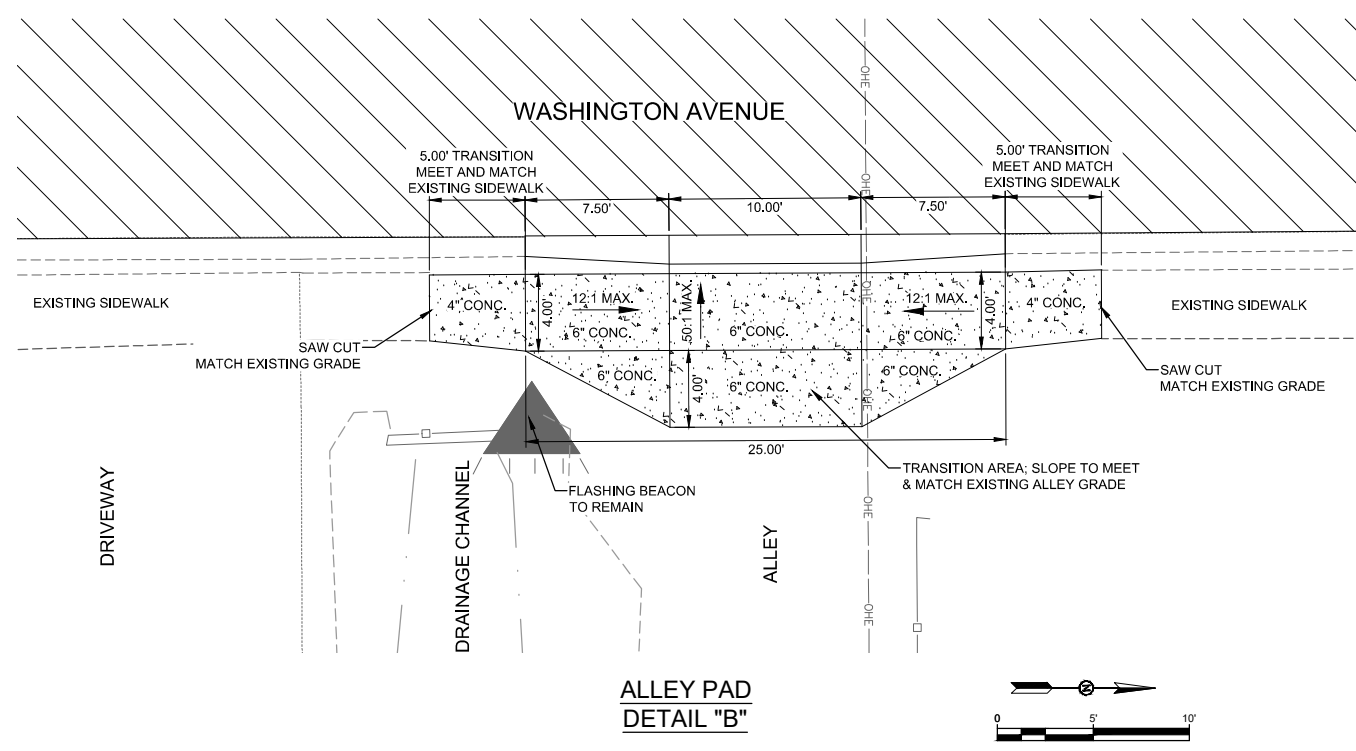 WASHINGTON AVENUE
5.00' TRANSITION
MEET AND MATCH
EXISTING SIDEWALK
5.00' TRANSITION
MEET AND MATCH
EXISTING SIDEWALK
7.50'
10.00'
7.50'
OHE
OHE
OHE
OHE
OHE
OHE
EXISTING SIDEWALK
4" CONC.
4.00'
12:1 MAX.
6" CONC.
50:1 MAX.
6" CONC.
12:1 MAX.
6" CONC.
4.00'
4" CONC.
EXISTING SIDEWALK
SAW CUT
MATCH EXISTING GRADE
6" CONC.
4.00'
6" CONC.
6" CONC.
SAW CUT
MATCH EXISTING GRADE
25.00'
TRANSITION AREA; SLOPE TO MEET
& MATCH EXISTING ALLEY GRADE
FLASHING BEACON
TO REMAIN
DRIVEWAY
DRAINAGE CHANNEL
ALLEY
ALLEY PAD
DETAIL "B"
N
0 5' 10'